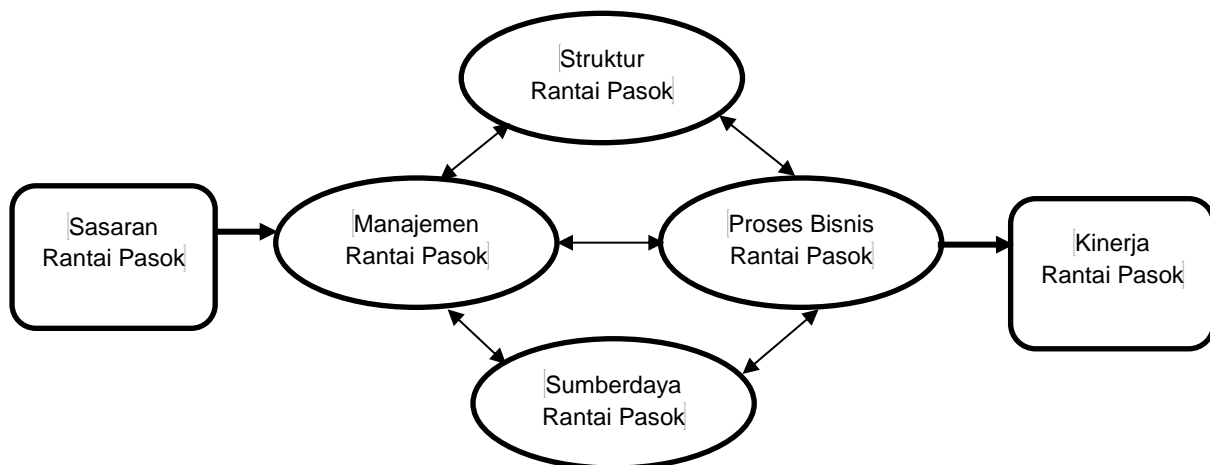 Struktur
Rantai Pasok
Sasaran
Rantai Pasok
Manajemen
Rantai Pasok
Proses Bisnis
Rantai Pasok
Kinerja
Rantai Pasok
Sumberdaya
Rantai Pasok